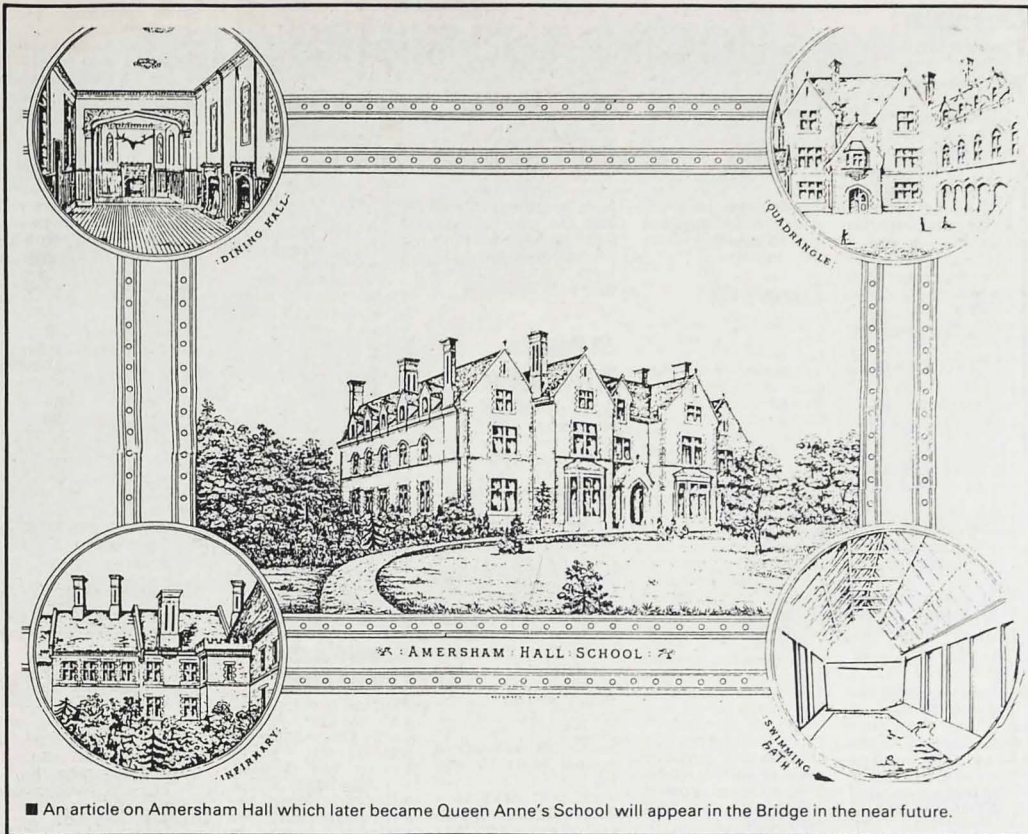 :DINING HALL:
:QUADRANGLE:
: AMERSHAM : HALL : SCHOOL :
:INFIRMARY:
:SWIMMING
BATH
■ An article on Amersham Hall which later became Queen Anne's School will appear in the Bridge in the near future.